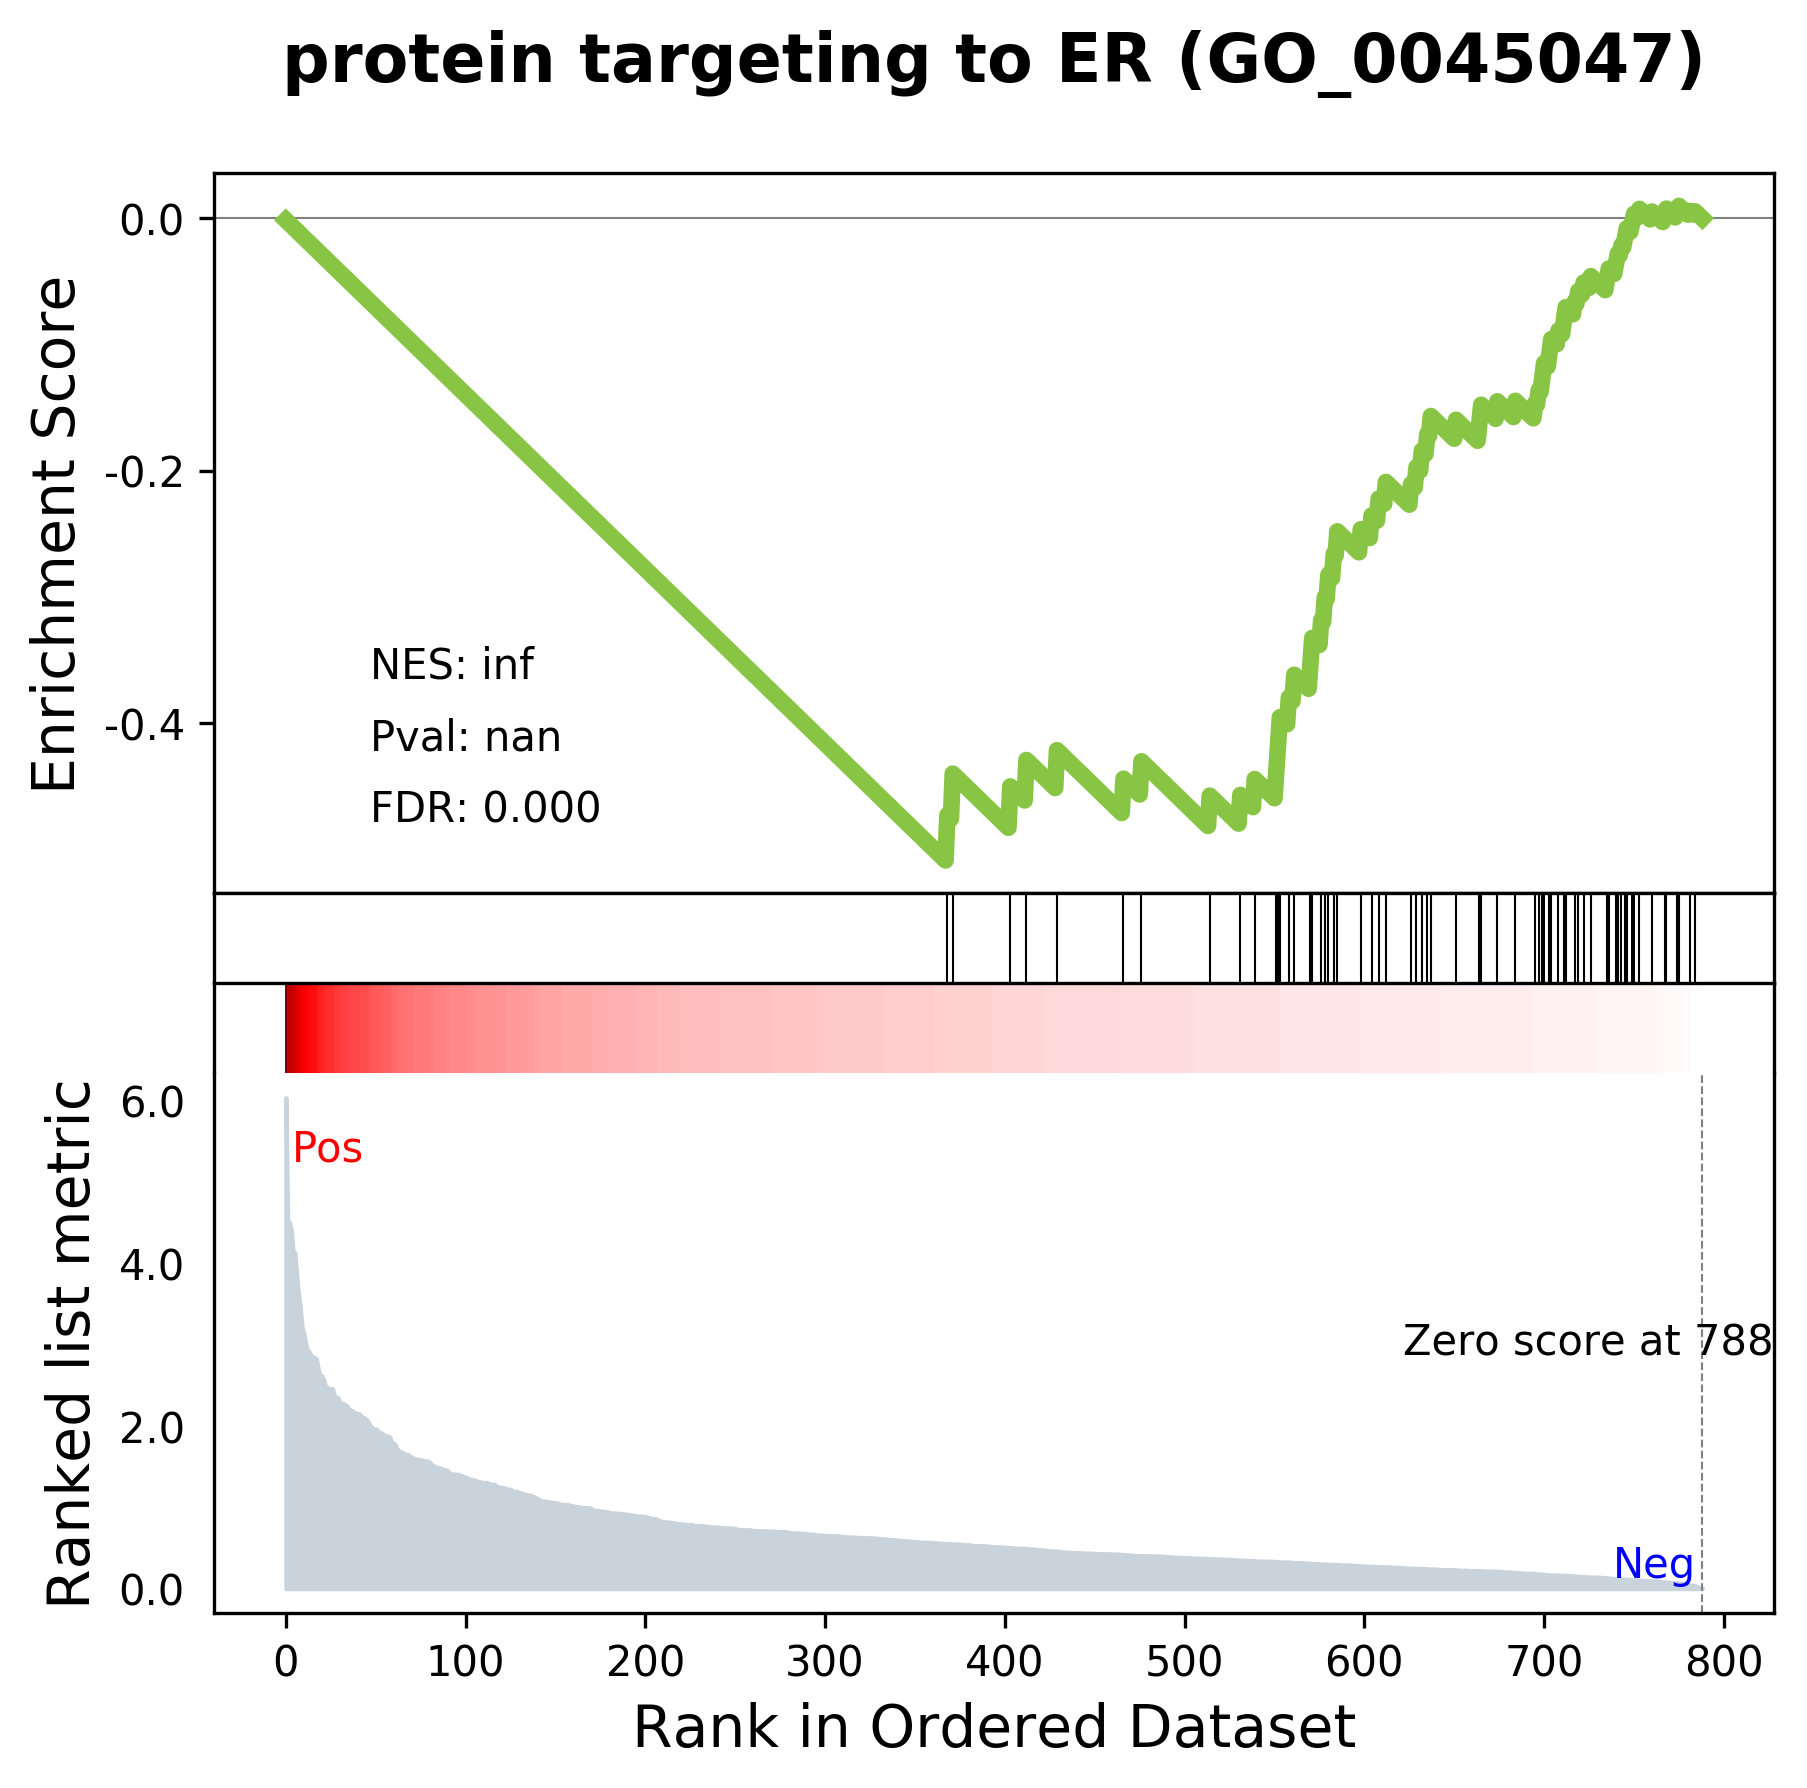 protein targeting to ER (GO_0045047)
Enrichment Score
0.0
-0.2
-0.4
NES: inf
Pval: nan
FDR: 0.000
Ranked list metric
6.0
4.0
2.0
0.0
Pos
Zero score at 788
Neg
0 100 200 300 400 500 600 700 800
Rank in Ordered Dataset